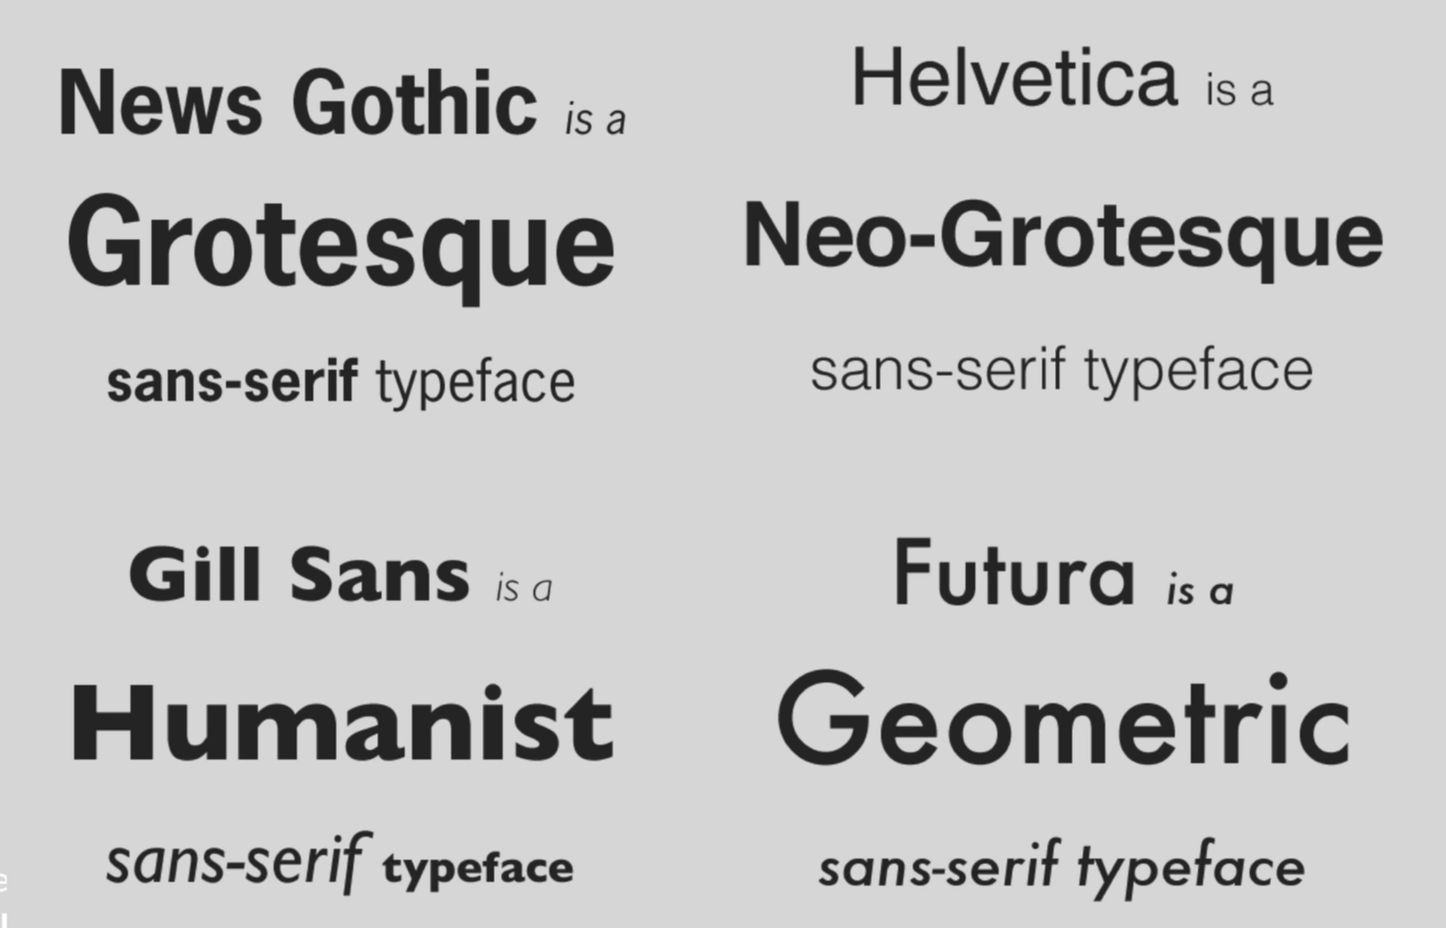 News Gothic is a
Grotesque
sans-serif typeface
Helvetica is a
Neo-Grotesque
sans-serif typeface
Gill Sans is a
Humanist
sans-serif typeface
Futura is a
Geometric
sans-serif typeface